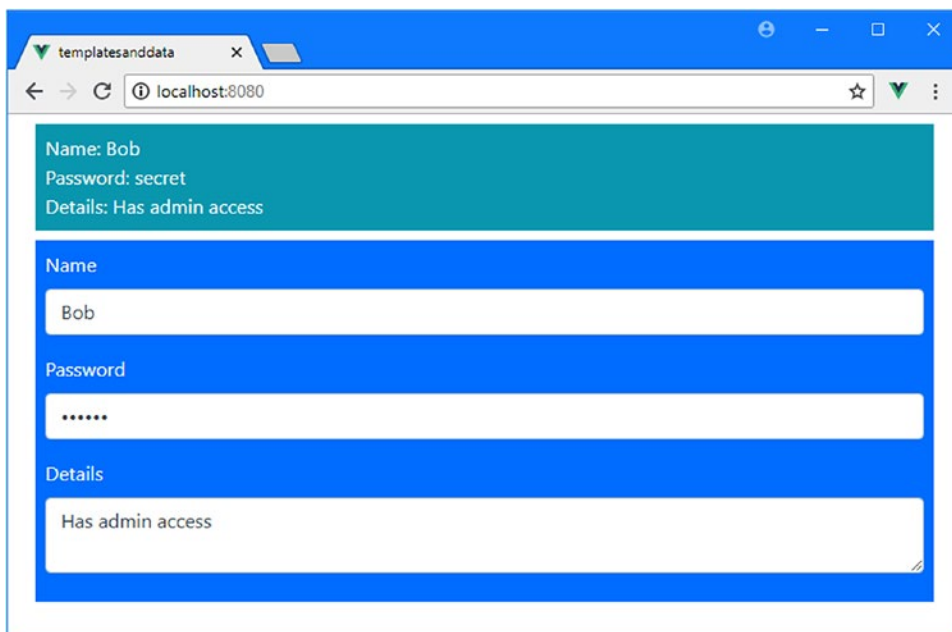 templatesanddata
localhost:8080
Name: Bob
Password: secret
Details: Has admin access
Name
Bob
Password
••••••
Details
Has admin access